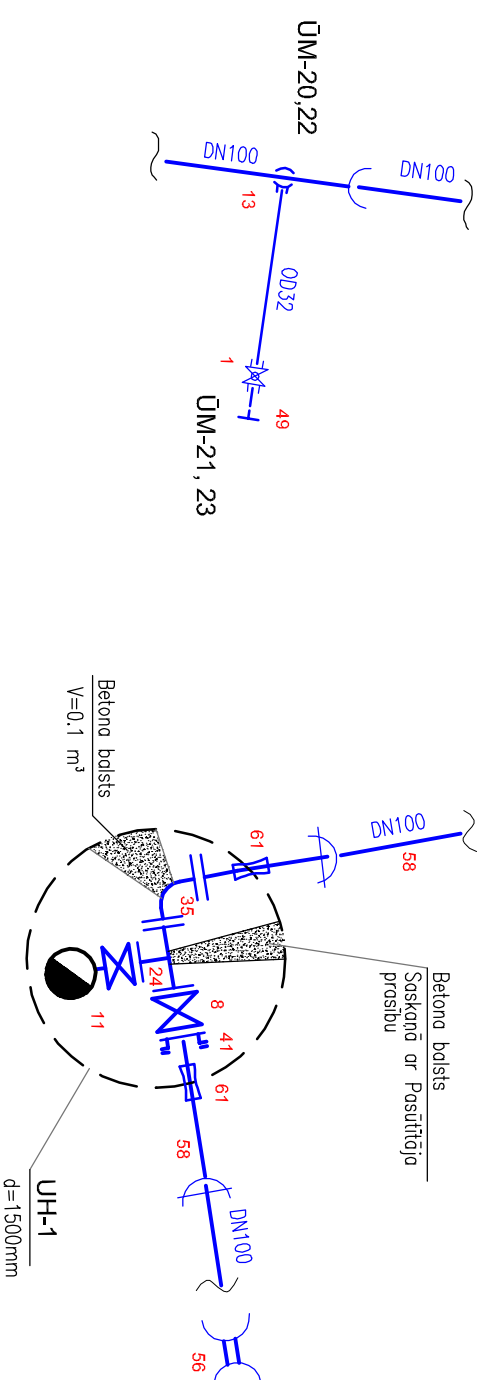 ŪM-20,22
DN100
DN100
13
OD32
1
49
ŪM-21, 23
Betona balsts
V=0.1 m³
DN100
58
61
35
24
11
8
41
61
58
DN100
56
Betona balsts
Saskaņā ar Pasūtītāja
prasību
UH-1
d=1500mm